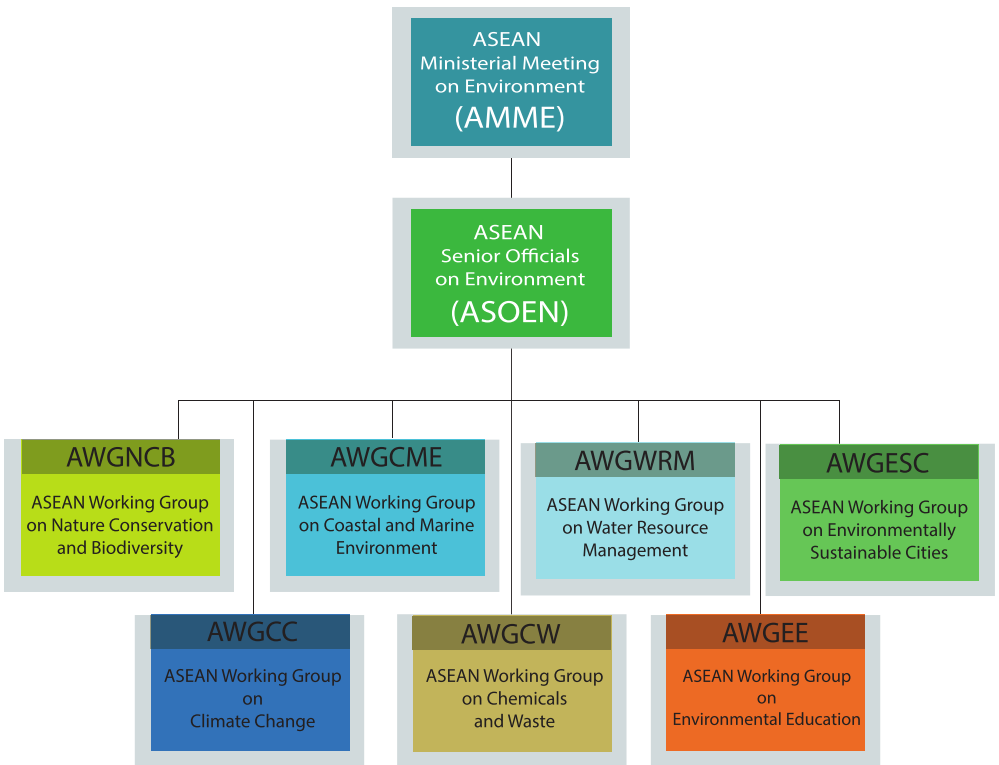 ASEAN
Ministerial Meeting
on Environment
(AMME)
ASEAN
Senior Officials
on Environment
(ASOEN)
AWGNCB
ASEAN Working Group
on Nature Conservation
and Biodiversity
AWGCME
ASEAN Working Group
on Coastal and Marine
Environment
AWGWRM
ASEAN Working Group
on Water Resource
Management
AWGESC
ASEAN Working Group
on Environmentally
Sustainable Cities
AWGCC
ASEAN Working Group
on
Climate Change
AWGCW
ASEAN Working Group
on Chemicals
and Waste
AWGEE
ASEAN Working Group
on
Environmental Education